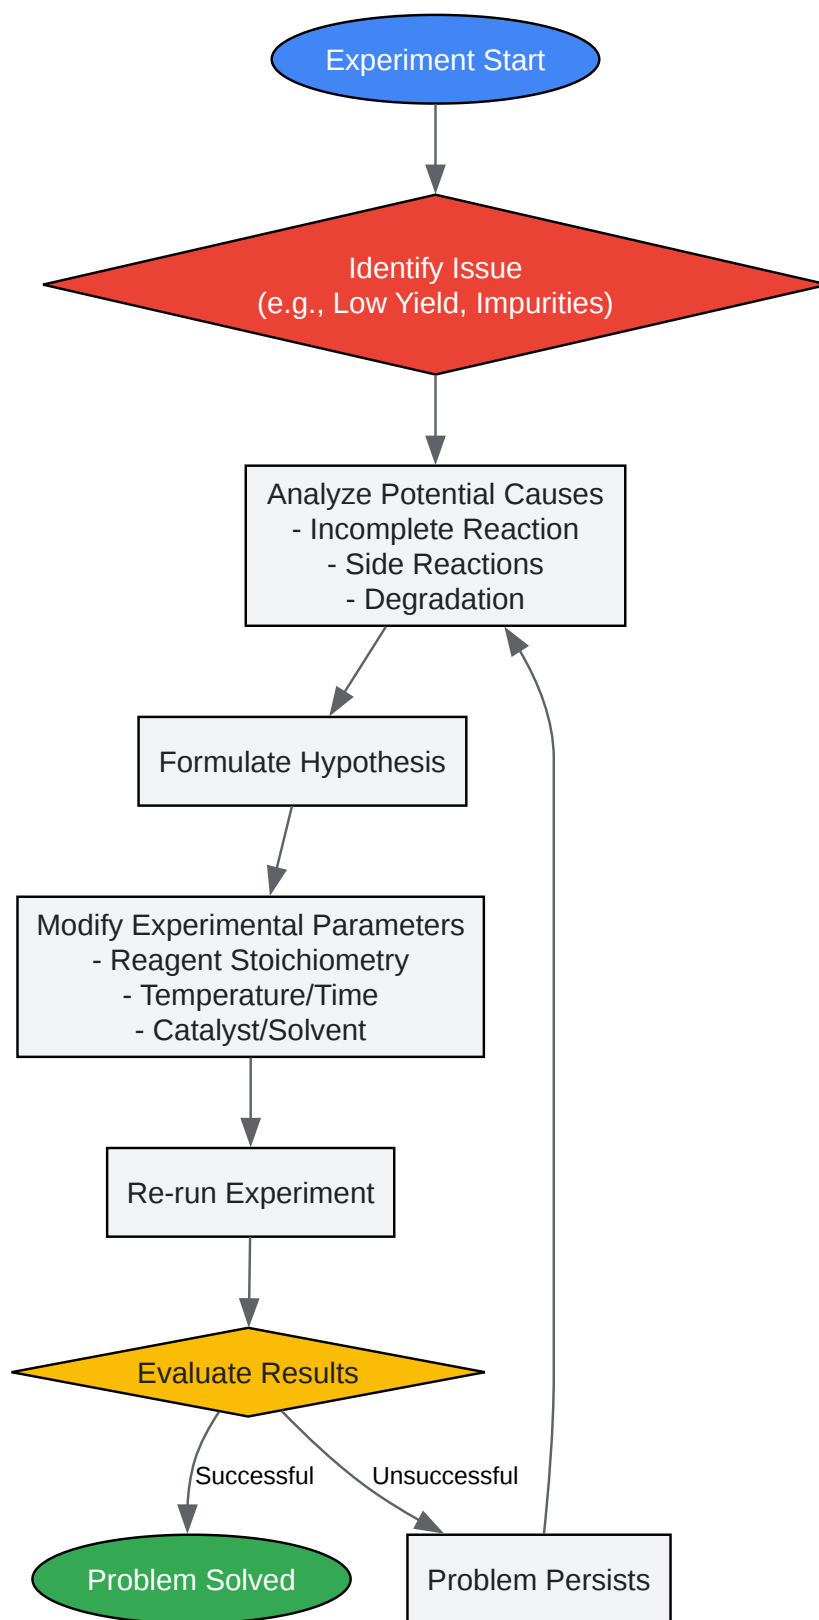 Experiment Start
Identify Issue
(e.g., Low Yield, Impurities)
Analyze Potential Causes
- Incomplete Reaction
- Side Reactions
- Degradation
Formulate Hypothesis
Modify Experimental Parameters
- Reagent Stoichiometry
- Temperature/Time
- Catalyst/Solvent
Re-run Experiment
Evaluate Results
Successful
Unsuccessful
Problem Solved
Problem Persists